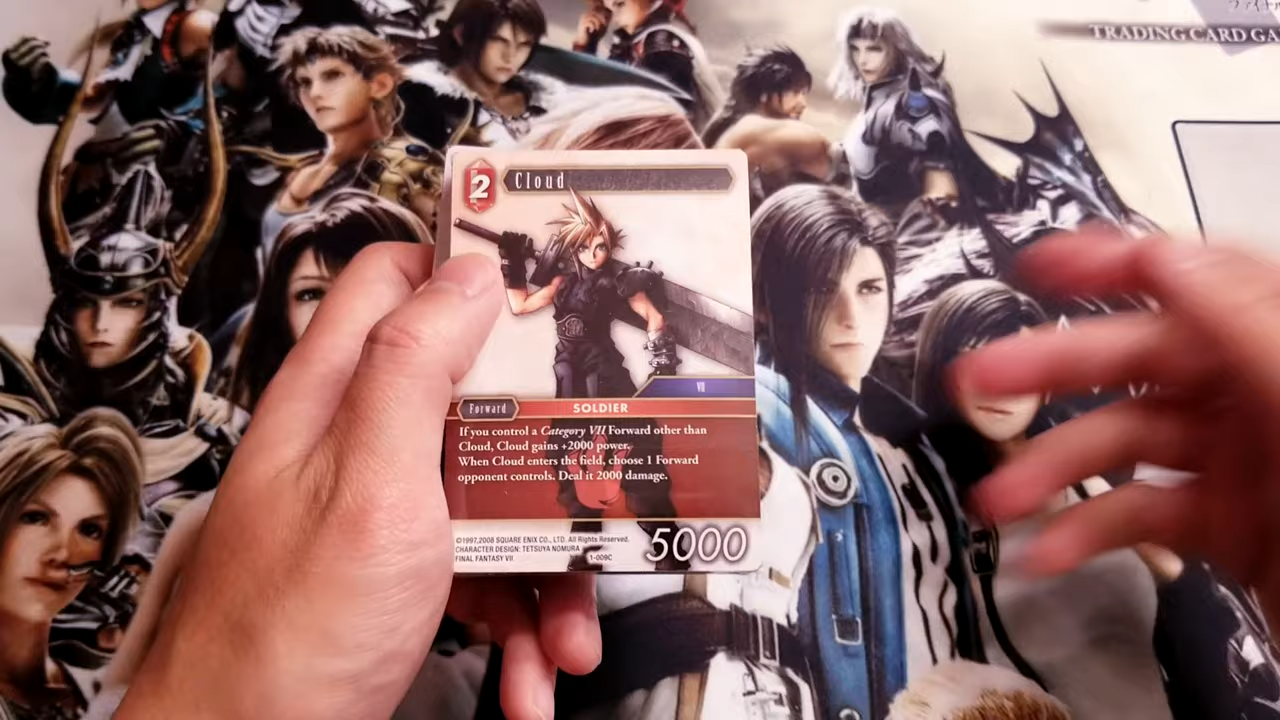 TRADING CARD GA
2
Cloud
VII
Forward
SOLDIER
If you control a Category VII Forward other than
Cloud, Cloud gains +2000 power.
When Cloud enters the field, choose 1 Forward
opponent controls. Deal it 2000 damage.
©1997, 2008 SQUARE ENIX CO., LTD. All Rights Reserved.
CHARACTER DESIGN: TETSUYA NOMURA
FINAL FANTASY VII
1-009C
5000